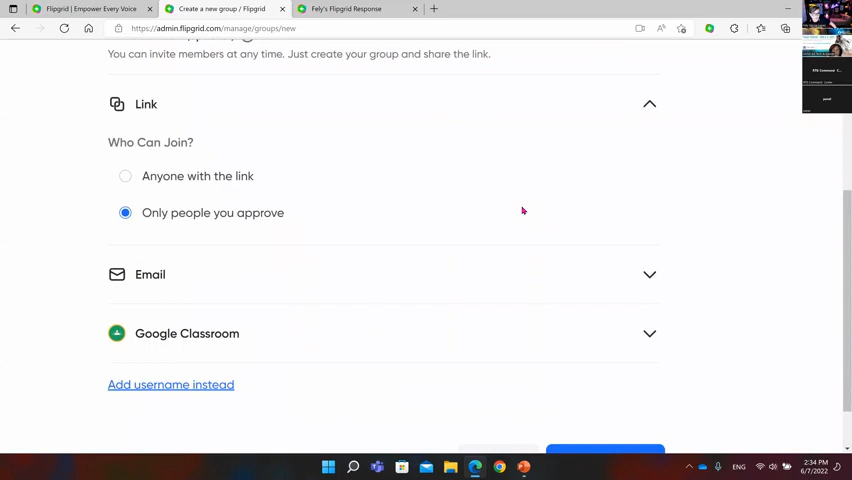 Flipgrid | Empower Every Voice
Create a new group / Flipgrid
Fely's Flipgrid Response
https://admin.flipgrid.com/manage/groups/new
You can invite members at any time. Just create your group and share the link.
Link
Who Can Join?
Anyone with the link
Only people you approve
Email
Google Classroom
Add username instead
ENG
2:34 PM
6/7/2022